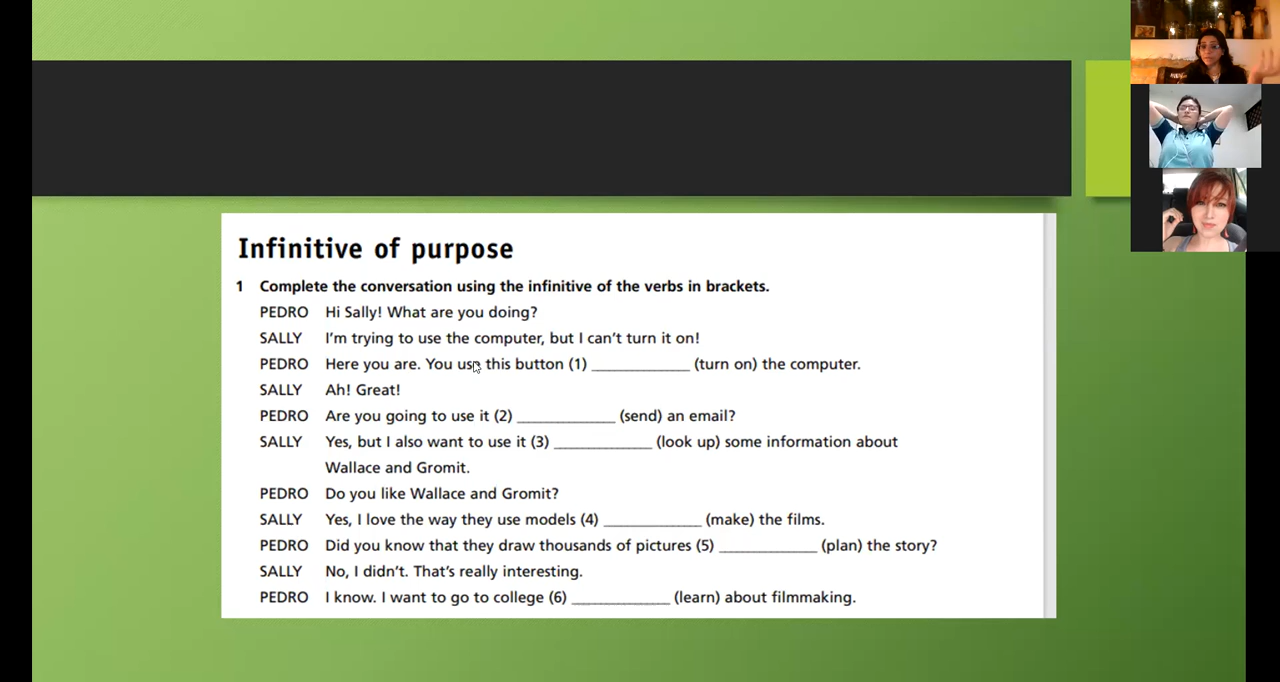 Infinitive of purpose
1 Complete the conversation using the infinitive of the verbs in brackets.
PEDRO Hi Sally! What are you doing?
SALLY I'm trying to use the computer, but I can't turn it on!
PEDRO Here you are. You use this button (1) ______________ (turn on) the computer.
SALLY Ah! Great!
PEDRO Are you going to use it (2) ______________ (send) an email?
SALLY Yes, but I also want to use it (3) ______________ (look up) some information about
Wallace and Gromit.
PEDRO Do you like Wallace and Gromit?
SALLY Yes, I love the way they use models (4) ______________ (make) the films.
PEDRO Did you know that they draw thousands of pictures (5) ______________ (plan) the story?
SALLY No, I didn't. That's really interesting.
PEDRO I know. I want to go to college (6) ______________ (learn) about filmmaking.